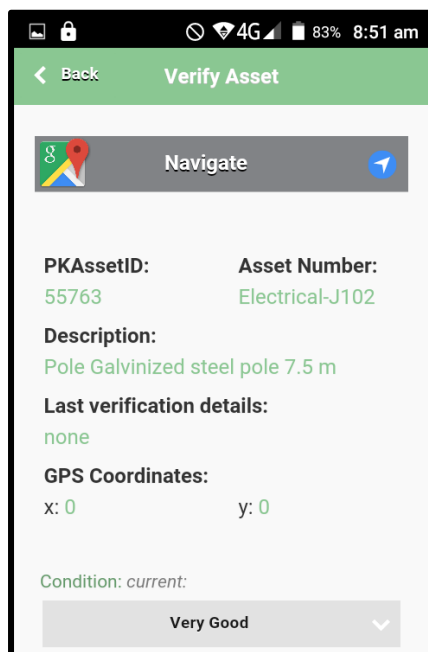 4G 83% 8:51 am
Back Verify Asset
g Navigate
PKAssetID: Asset Number:
55763 Electrical-J102
Description:
Pole Galvinized steel pole 7.5 m
Last verification details:
none
GPS Coordinates:
x: 0 y: 0
Condition: current:
Very Good